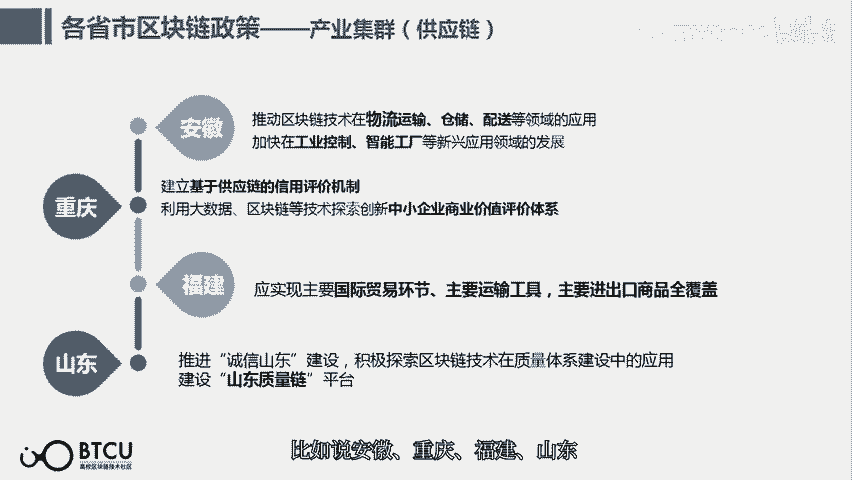 各省市区块链政策——产业集群（供应链）
安徽
推动区块链技术在物流运输、仓储、配送等领域的应用
加快在工业控制、智能工厂等新兴应用领域的发展
重庆
建立基于供应链的信用评价机制
利用大数据、区块链等技术探索创新中小企业商业价值评价体系
福建
应实现主要国际贸易环节、主要运输工具，主要进出口商品全覆盖
山东
推进“诚信山东”建设，积极探索区块链技术在质量体系建设中的应用
建设“山东质量链”平台
BTCU
高校区块链技术社区
比如说安徽、重庆、福建、山东